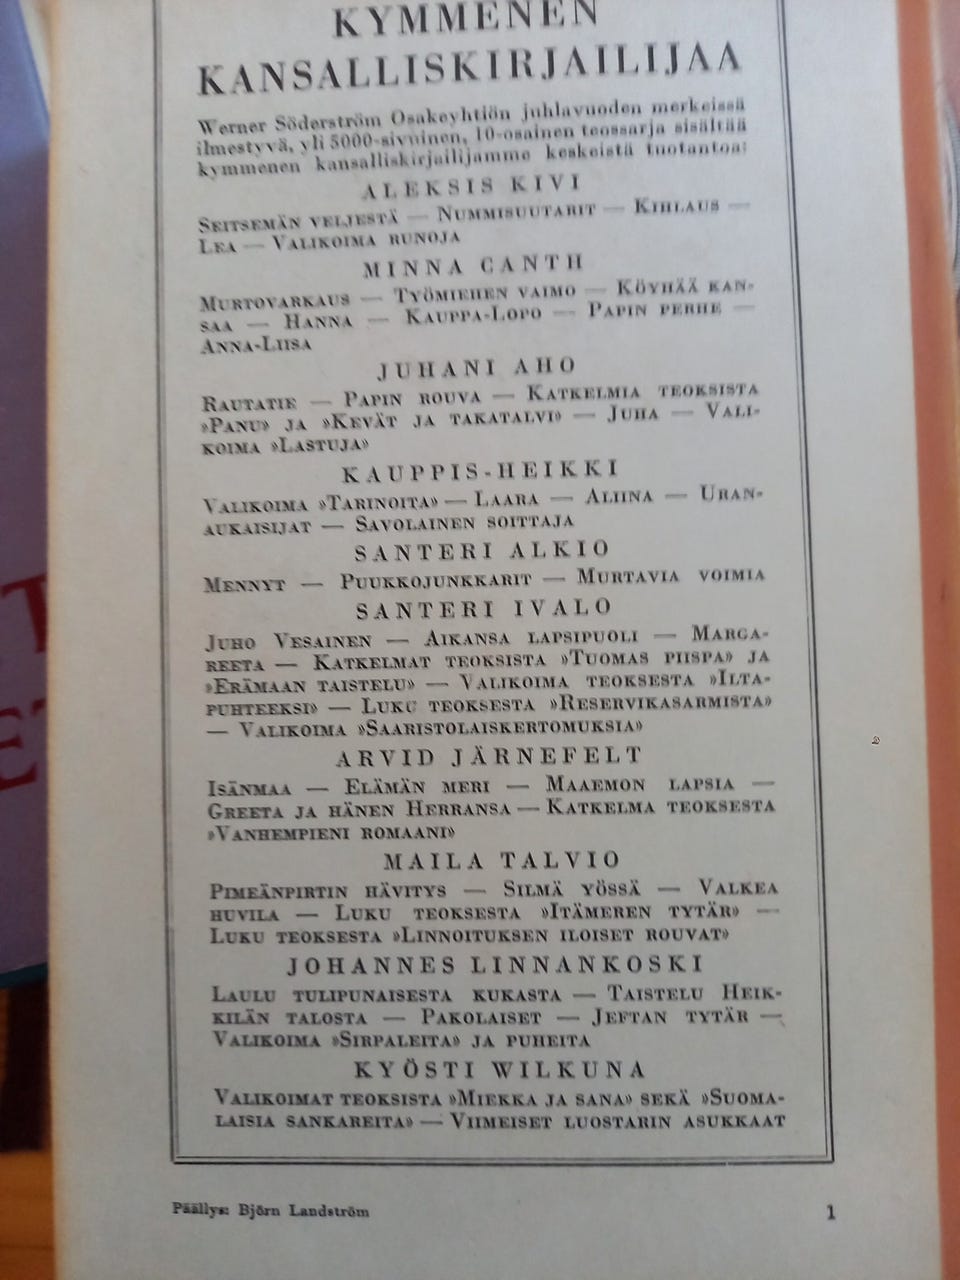 KYMMENEN
KANSALLISKIRJAILIJAA
Werner Söderström Osakeyhtiön juhlavuoden merkeissä
ilmestyvä, yli 5000-sivuinen, 10-osainen teossarja sisältää
kymmenen kansalliskirjailijamme keskeistä tuotantoa:
ALEKSIS KIVI
SEITSEMÄN VELJESTÄ — NUMMISUUTARIT — KIHLAUS —
LEA — VALIKOIMA RUNOJA
MINNA CANTH
MURTOVARKAUS — TYÖMIEHEN VAIMO — KÖYHÄÄ KAN-
SAA — HANNA — KAUPPA-LOPO — PAPIN PERHE —
ANNA-LIISA
JUHANI AHO
RAUTATIE — PAPIN ROUVA — KATKELMIA TEOKSISTA
»PANU» JA »KEVÄT JA TAKATALVI» — JUHA — VALI-
KOIMA »LASTUJA»
KAUPPIS-HEIKKI
VALIKOIMA »TARINOITA» — LAARA — ALIINA — URAN-
AUKAISIJAT — SAVOLAINEN SOITTAJA
SANTERI ALKIO
MENNYT — PUUKKOJUNKKARIT — MURTAVIA VOIMIA
SANTERI IVALO
JUHO VESAINEN — AIKANSA LAPSIPUOLI — MARGA-
REETA — KATKELMAT TEOKSISTA »TUOMAS PIISPA» JA
»ERÄMAAN TAISTELU» — VALIKOIMA TEOKSESTA »ILTA-
PUHTEEKSI» — LUKU TEOKSESTA »RESERVIKASARMISTA»
— VALIKOIMA »SAARISTOLAISKERTOMUKSIA»
ARVID JÄRNEFELT
ISÄNMAA — ELÄMÄN MERI — MAAEMON LAPSIA —
GREETA JA HÄNEN HERRANSA — KATKELMA TEOKSESTA
»VANHEMPIENI ROMAANI»
MAILA TALVIO
PIMEÄNPIRTIN HÄVITYS — SILMÄ YÖSSÄ — VALKEA
HUVILA — LUKU TEOKSESTA »ITÄMEREN TYTÄR» —
LUKU TEOKSESTA »LINNOITUKSEN ILOISET ROUVAT»
JOHANNES LINNANKOSKI
LAULU TULIPUNAISESTA KUKASTA — TAISTELU HEIK-
KILÄN TALOSTA — PAKOLAISET — JEFTAN TYTÄR —
VALIKOIMA »SIRPALEITA» JA PUHEITA
KYÖSTI WILKUNA
VALIKOIMAT TEOKSISTA »MIEKKA JA SANA» SEKÄ »SUOMA-
LAISIA SANKAREITA» — VIIMEISET LUOSTARIN ASUKKAAT
Päällys: Björn Landström
1